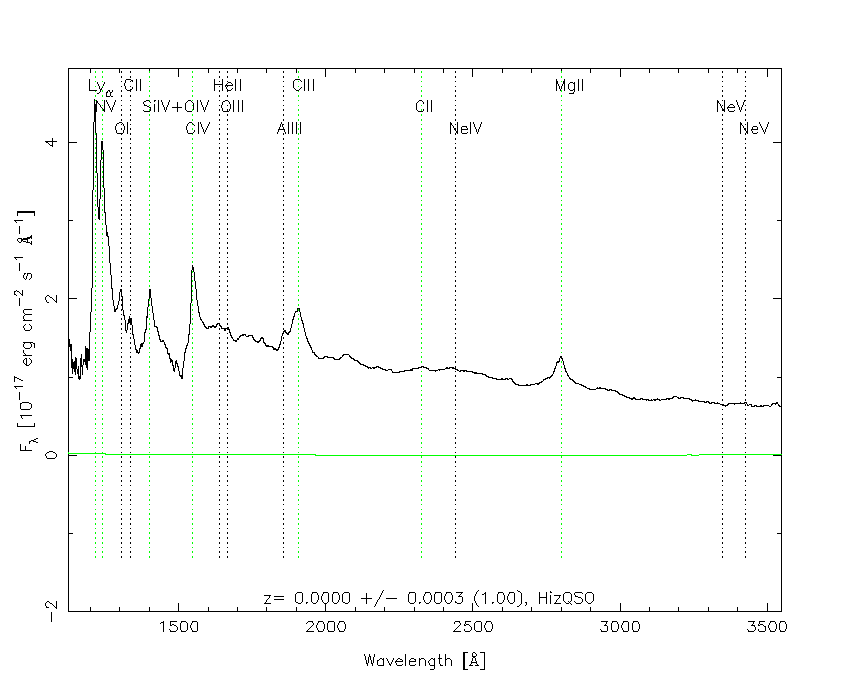 Lyα CII HeII CIII MgII
NV SiIV+OIV OIII CII NeV
OI CIV AlIII NeIV NeV
4
2
0
−2
F_λ [10^−17 erg cm^−2 s^−1 Å^−1]
z= 0.0000 +/− 0.0003 (1.00), HizQSO
1500 2000 2500 3000 3500
Wavelength [Å]